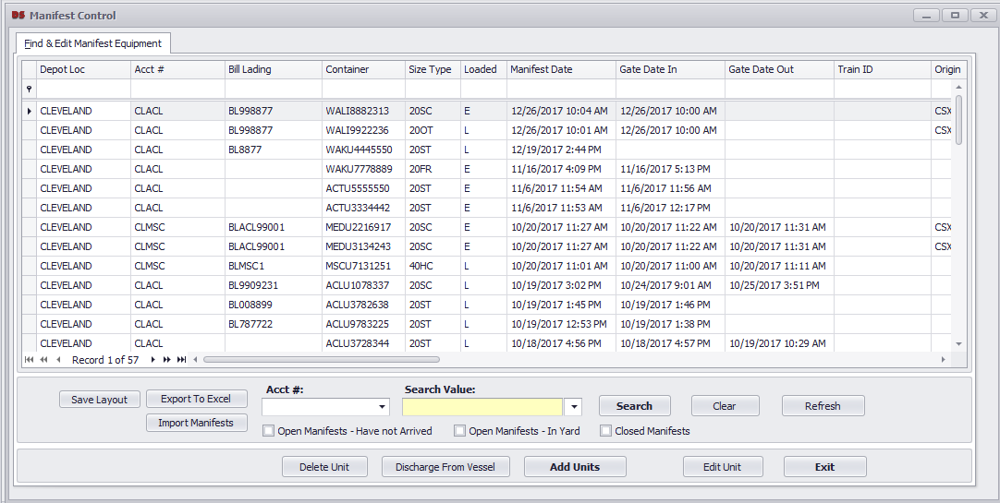 DS Manifest Control
Find & Edit Manifest Equipment
Depot Loc Acct # Bill Lading Container Size Type Loaded Manifest Date Gate Date In Gate Date Out Train ID Origin
CLEVELAND CLACL BL998877 WALI8882313 20SC E 12/26/2017 10:04 AM 12/26/2017 10:00 AM CSX
CLEVELAND CLACL BL998877 WALI9922236 20OT L 12/26/2017 10:01 AM 12/26/2017 10:00 AM CSX
CLEVELAND CLACL BL8877 WAKU4445550 20ST L 12/19/2017 2:44 PM
CLEVELAND CLACL WAKU7778889 20FR E 11/16/2017 4:09 PM 11/16/2017 5:13 PM
CLEVELAND CLACL ACTU5555550 20ST E 11/6/2017 11:54 AM 11/6/2017 11:56 AM
CLEVELAND CLACL ACTU3334442 20ST E 11/6/2017 11:53 AM 11/6/2017 12:17 PM
CLEVELAND CLMSC BLACL99001 MEDU2216917 20SC E 10/20/2017 11:27 AM 10/20/2017 11:22 AM 10/20/2017 11:31 AM CSX
CLEVELAND CLMSC BLACL99001 MEDU3134243 20SC E 10/20/2017 11:27 AM 10/20/2017 11:22 AM 10/20/2017 11:31 AM CSX
CLEVELAND CLMSC BLMSC1 MSCU7131251 40HC L 10/20/2017 11:01 AM 10/20/2017 11:00 AM 10/20/2017 11:11 AM
CLEVELAND CLACL BL9909231 ACLU1078337 20SC L 10/19/2017 3:02 PM 10/24/2017 9:01 AM 10/25/2017 3:51 PM
CLEVELAND CLACL BL008899 ACLU3782638 20ST L 10/19/2017 1:45 PM 10/19/2017 1:46 PM
CLEVELAND CLACL BL787722 ACLU9783225 20ST L 10/19/2017 12:53 PM 10/19/2017 1:38 PM
CLEVELAND CLACL ACLU3728344 20ST L 10/18/2017 4:56 PM 10/18/2017 4:57 PM 10/19/2017 10:29 AM
Record 1 of 57
Acct #: Search Value:
Save Layout Export To Excel Search Clear Refresh
Import Manifests Open Manifests - Have not Arrived Open Manifests - In Yard Closed Manifests
Delete Unit Discharge From Vessel Add Units Edit Unit Exit